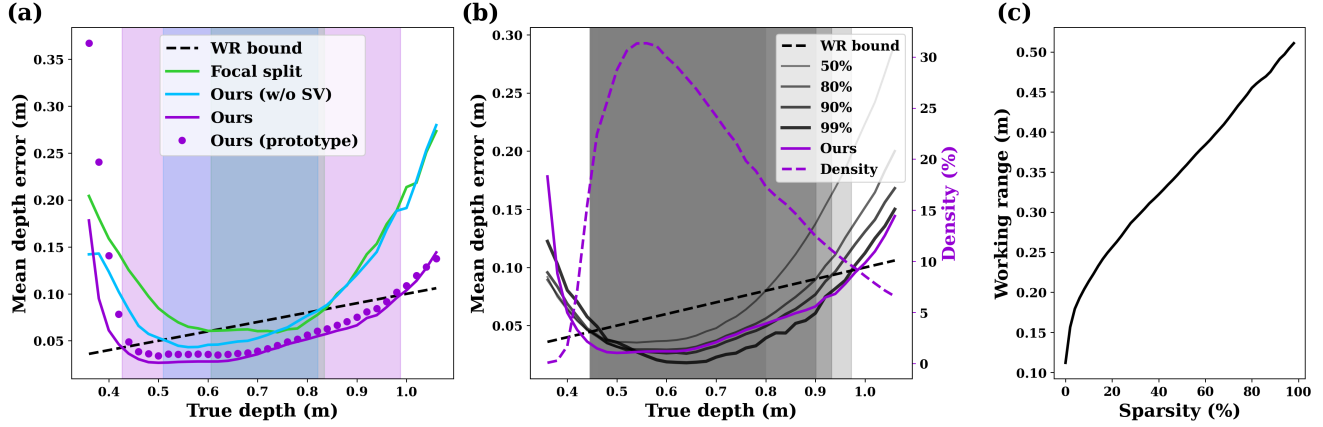 (a)
Mean depth error (m)
0.35
0.30
0.25
0.20
0.15
0.10
0.05
WR bound
Focal split
Ours (w/o SV)
Ours
Ours (prototype)
0.4 0.5 0.6 0.7 0.8 0.9 1.0
True depth (m)
(b)
Mean depth error (m)
0.30
0.25
0.20
0.15
0.10
0.05
WR bound
50%
80%
90%
99%
Ours
Density
30
25
20
15
10
5
0
Density (%)
0.4 0.5 0.6 0.7 0.8 0.9 1.0
True depth (m)
(c)
Working range (m)
0.50
0.45
0.40
0.35
0.30
0.25
0.20
0.15
0.10
0 20 40 60 80 100
Sparsity (%)